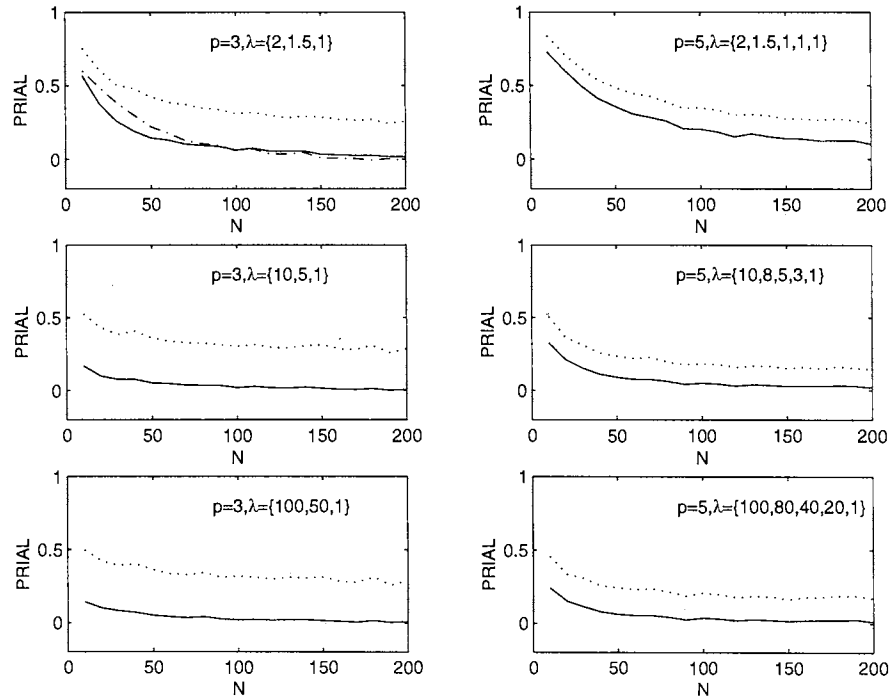 p=3,λ={2,1.5,1}
PRIAL
1
0.5
0
0 50 100 150 200
N
p=5,λ={2,1.5,1,1,1}
PRIAL
1
0.5
0
0 50 100 150 200
N
p=3,λ={10,5,1}
PRIAL
1
0.5
0
0 50 100 150 200
N
p=5,λ={10,8,5,3,1}
PRIAL
1
0.5
0
0 50 100 150 200
N
p=3,λ={100,50,1}
PRIAL
1
0.5
0
0 50 100 150 200
N
p=5,λ={100,80,40,20,1}
PRIAL
1
0.5
0
0 50 100 150 200
N